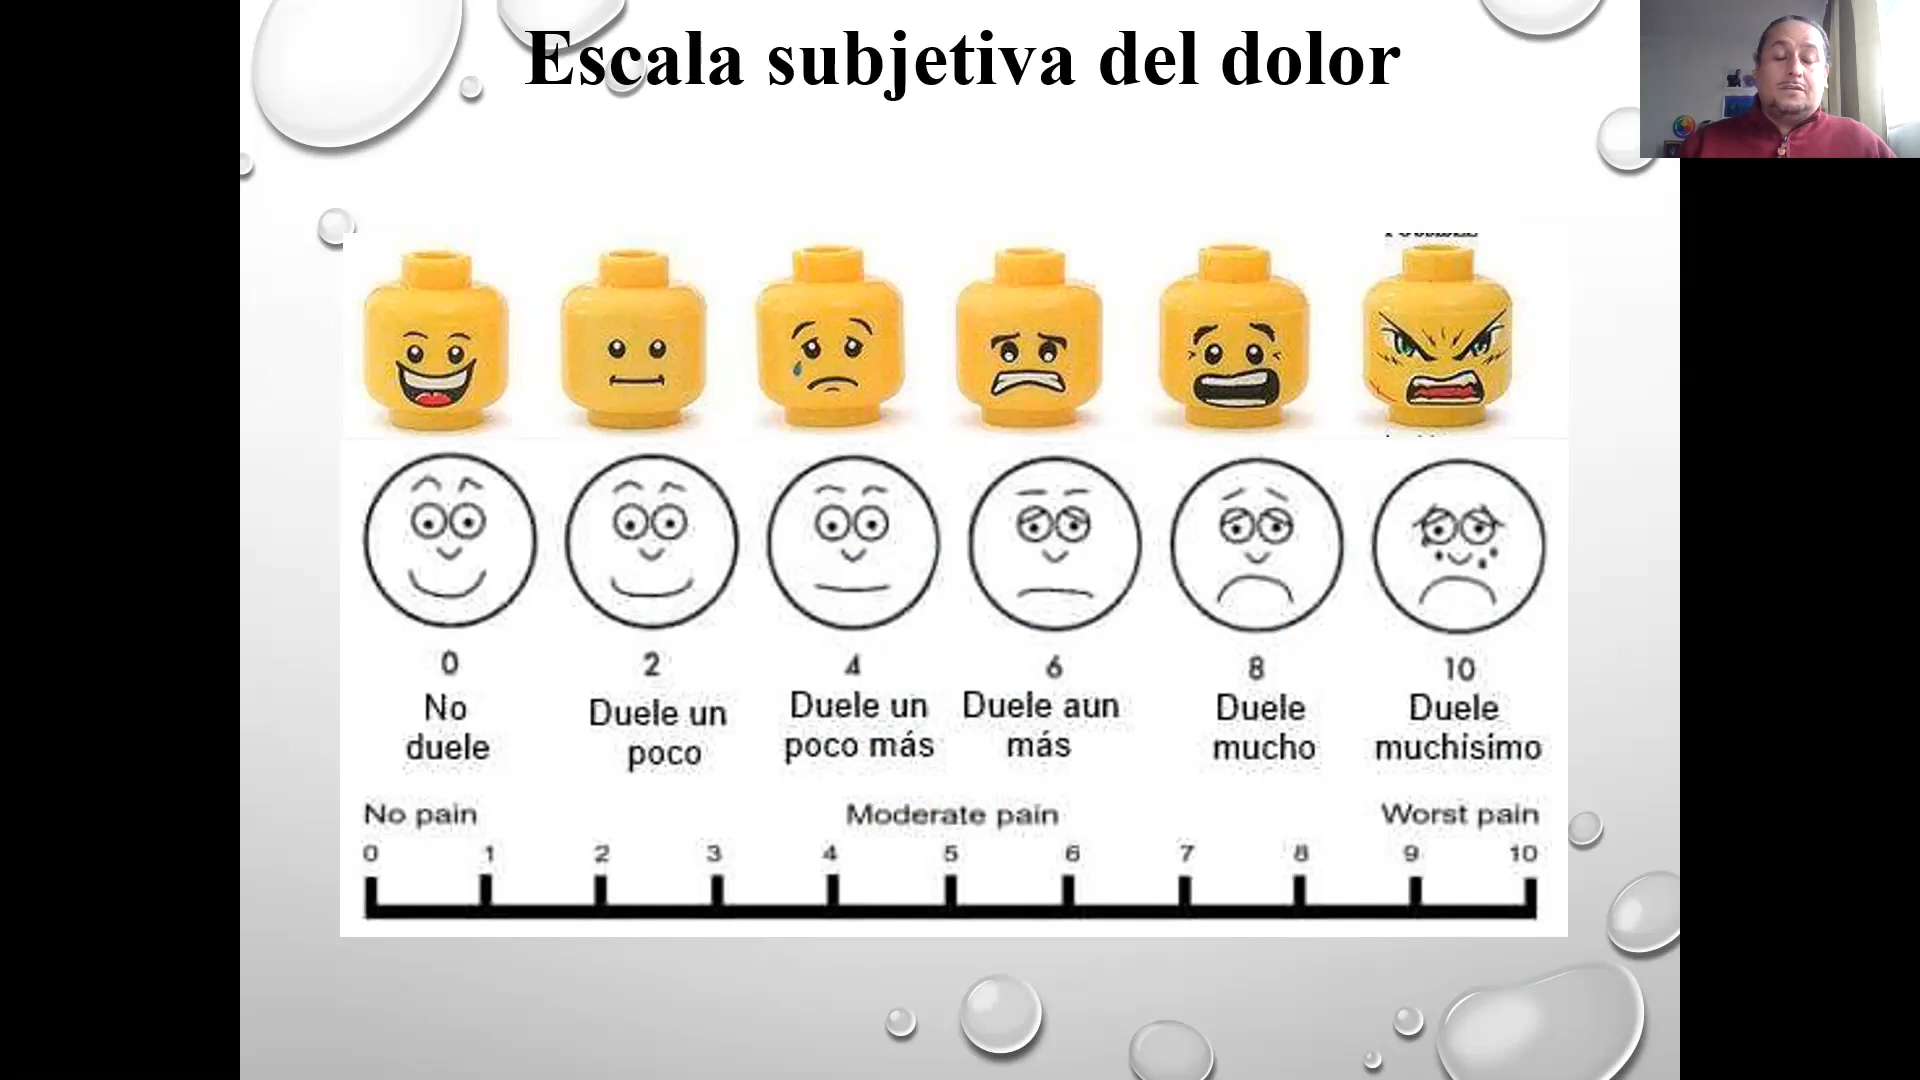 Escala subjetiva del dolor
0 2 4 6 8 10
No duele
Duele un poco
Duele un poco más
Duele aun más
Duele mucho
Duele muchisimo
No pain Moderate pain Worst pain
0 1 2 3 4 5 6 7 8 9 10